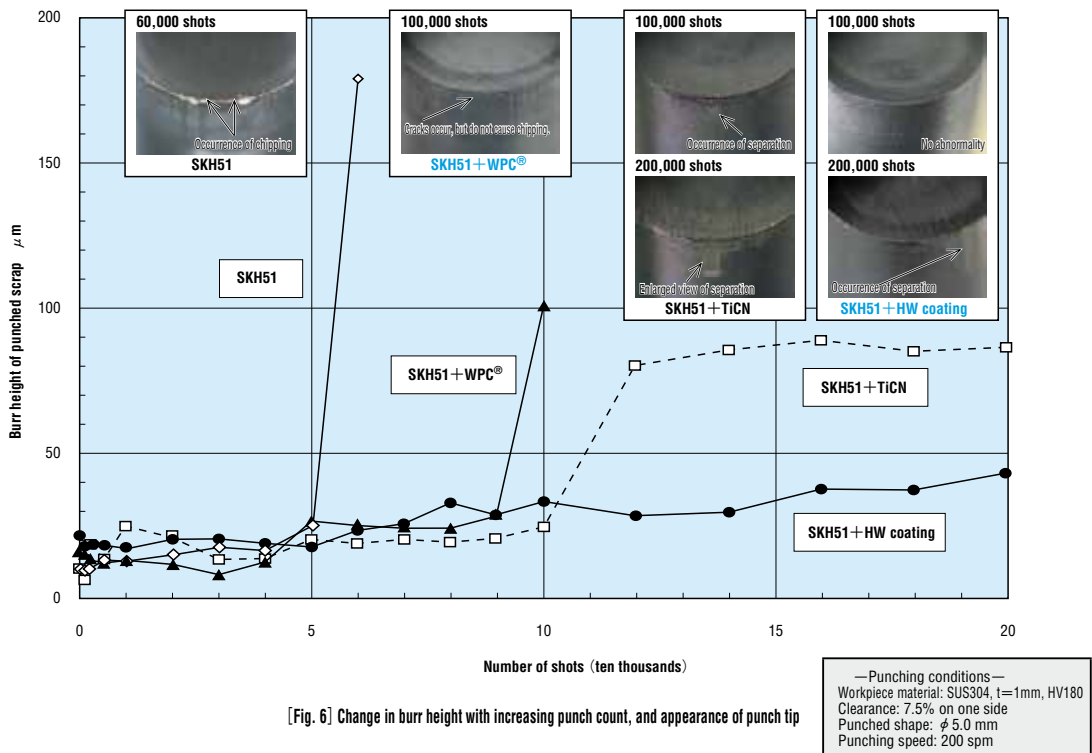 200
150
100
50
0
Burr height of punched scrap μm
60,000 shots
Occurrence of chipping
SKH51
100,000 shots
Cracks occur, but do not cause chipping.
SKH51+WPC®
100,000 shots
Occurrence of separation
200,000 shots
Enlarged view of separation
SKH51+TiCN
100,000 shots
No abnormality
200,000 shots
Occurrence of separation
SKH51+HW coating
SKH51
SKH51+WPC®
SKH51+TiCN
SKH51+HW coating
0 5 10 15 20
Number of shots (ten thousands)
[Fig. 6] Change in burr height with increasing punch count, and appearance of punch tip
—Punching conditions—
Workpiece material: SUS304, t=1mm, HV180
Clearance: 7.5% on one side
Punched shape: φ 5.0 mm
Punching speed: 200 spm